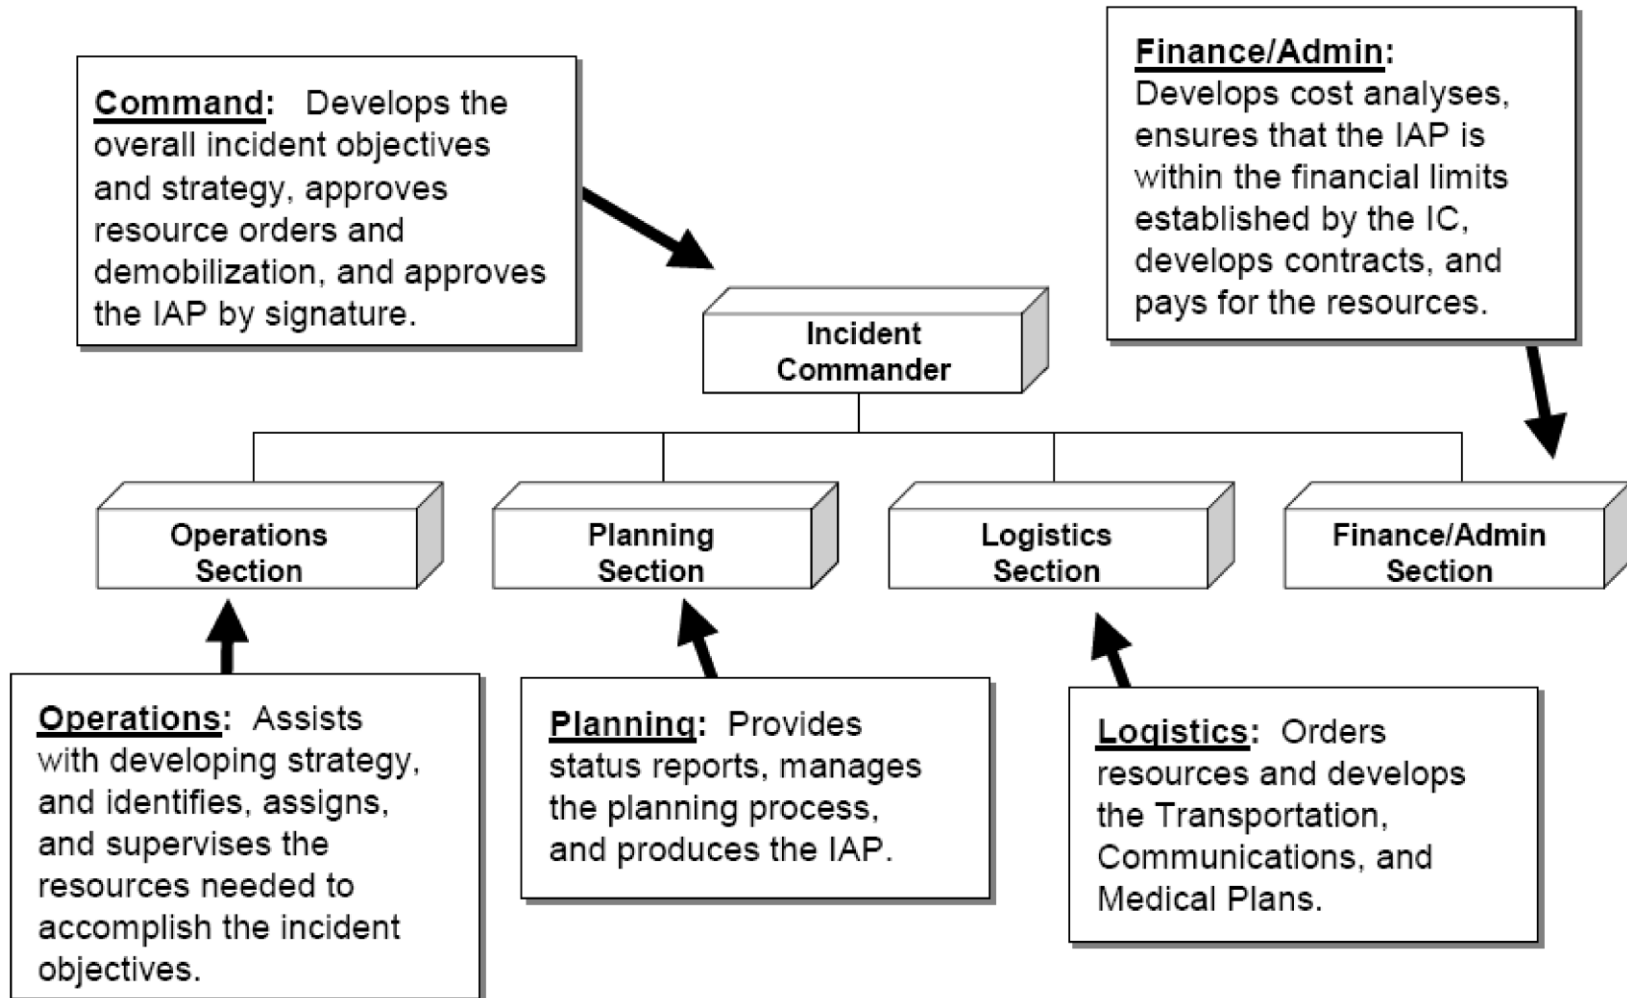 Command: Develops the
overall incident objectives
and strategy, approves
resource orders and
demobilization, and approves
the IAP by signature.
Finance/Admin:
Develops cost analyses,
ensures that the IAP is
within the financial limits
established by the IC,
develops contracts, and
pays for the resources.
Incident
Commander
Operations
Section
Planning
Section
Logistics
Section
Finance/Admin
Section
Operations: Assists
with developing strategy,
and identifies, assigns,
and supervises the
resources needed to
accomplish the incident
objectives.
Planning: Provides
status reports, manages
the planning process,
and produces the IAP.
Logistics: Orders
resources and develops
the Transportation,
Communications, and
Medical Plans.